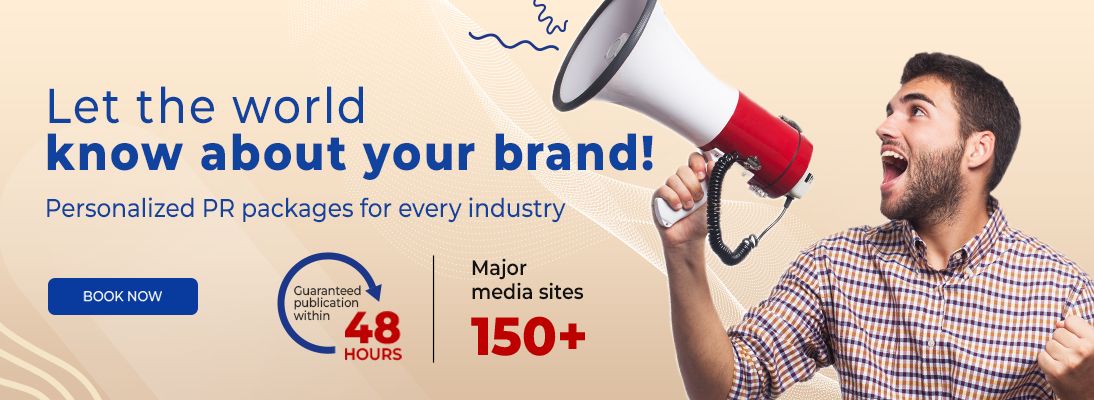 Let the world
know about your brand!
Personalized PR packages for every industry
BOOK NOW
Guaranteed
publication
within
48
HOURS
Major
media sites
150+